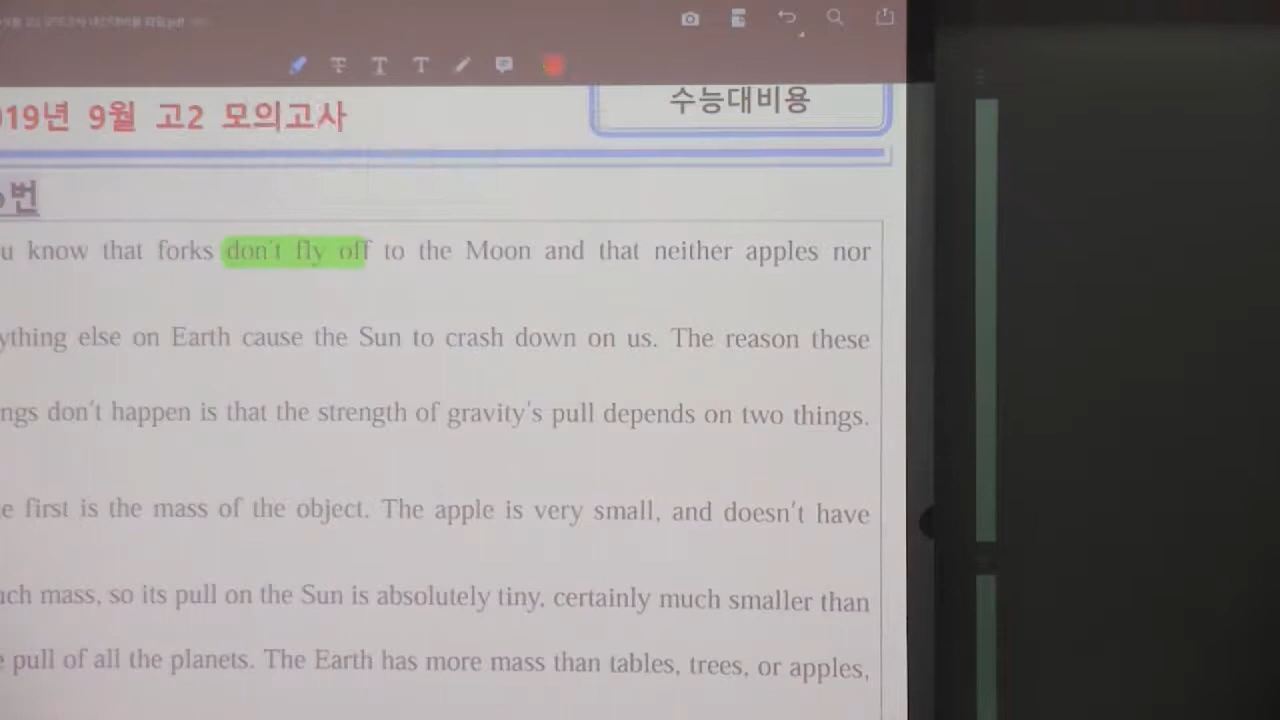 19년 9월 고2 모의고사
수능대비용
번
know that forks don't fly off to the Moon and that neither apples nor
else on Earth cause the Sun to crash down on us. The reason these
don't happen is that the strength of gravity's pull depends on two things.
first is the mass of the object. The apple is very small, and doesn't have
mass, so its pull on the Sun is absolutely tiny, certainly much smaller than
pull of all the planets. The Earth has more mass than tables, trees, or apples,